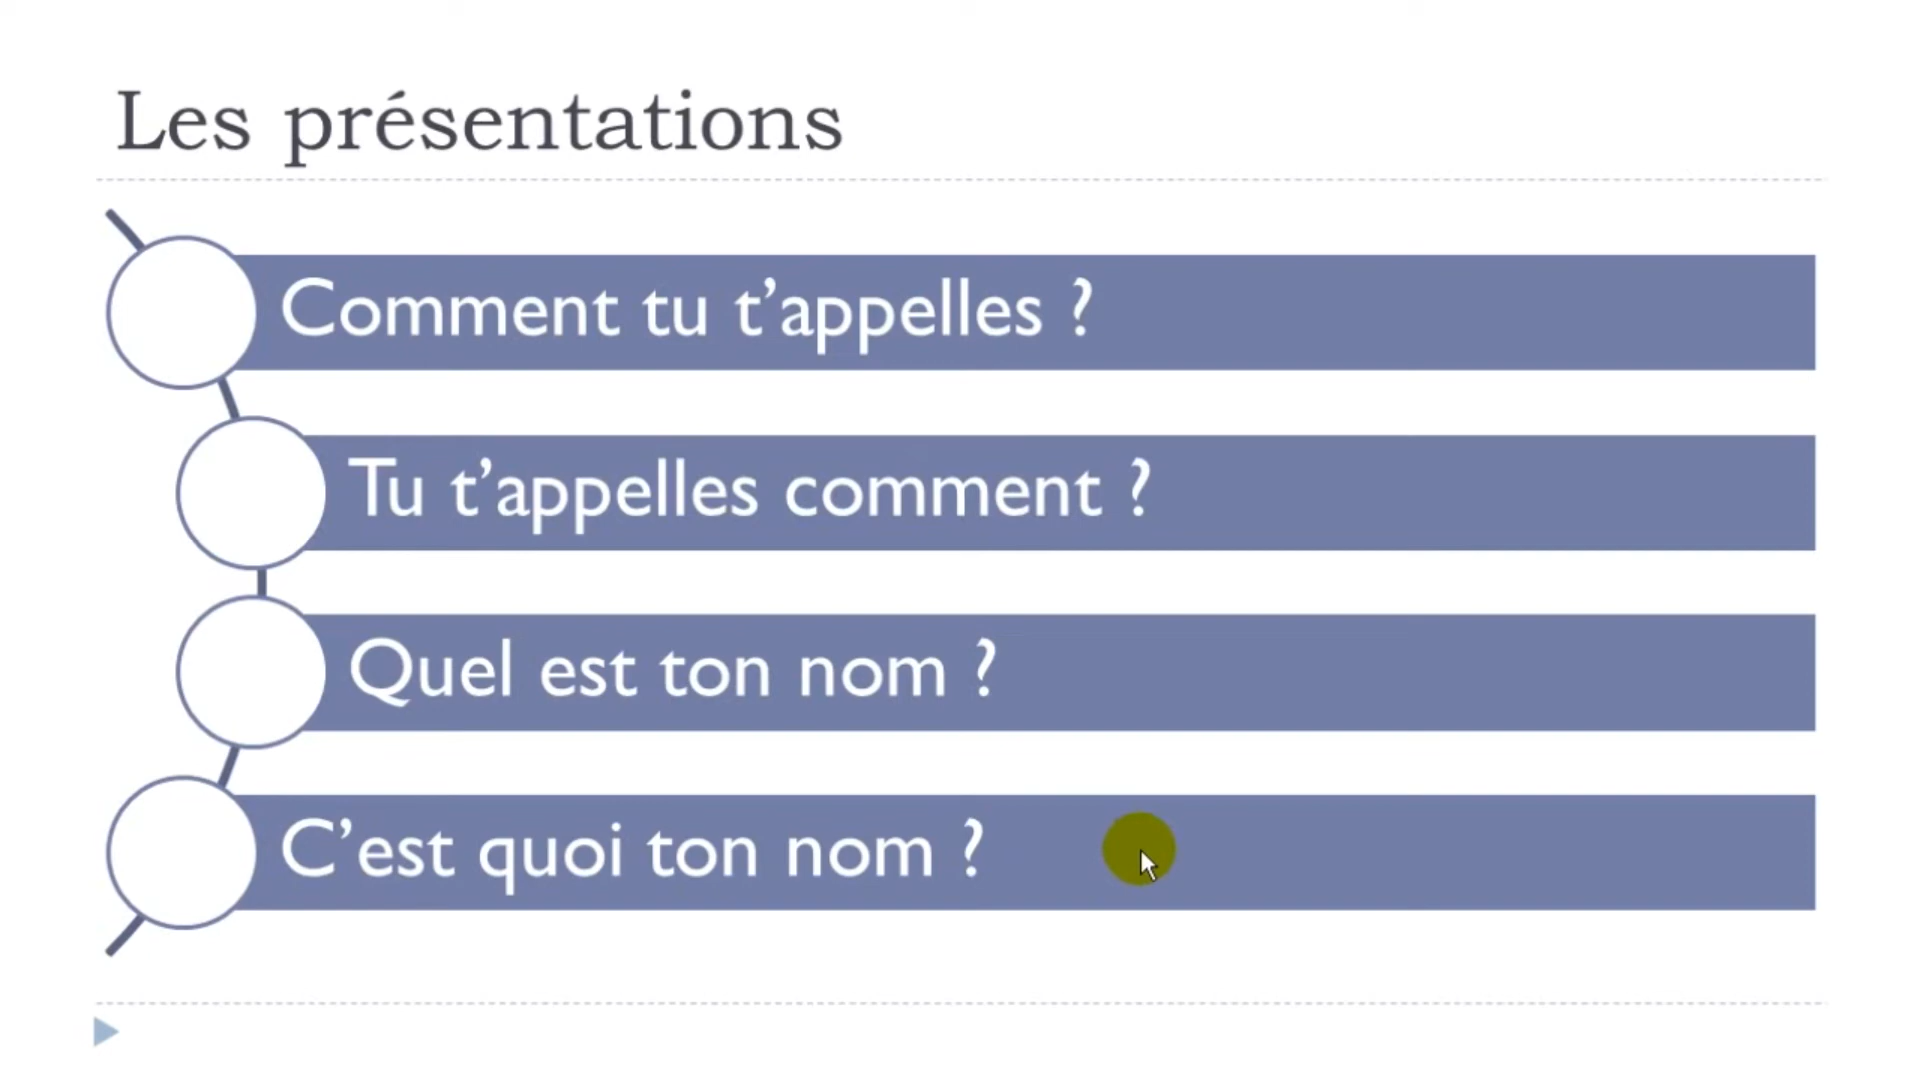 Les présentations
Comment tu t’appelles ?
Tu t’appelles comment ?
Quel est ton nom ?
C’est quoi ton nom ?